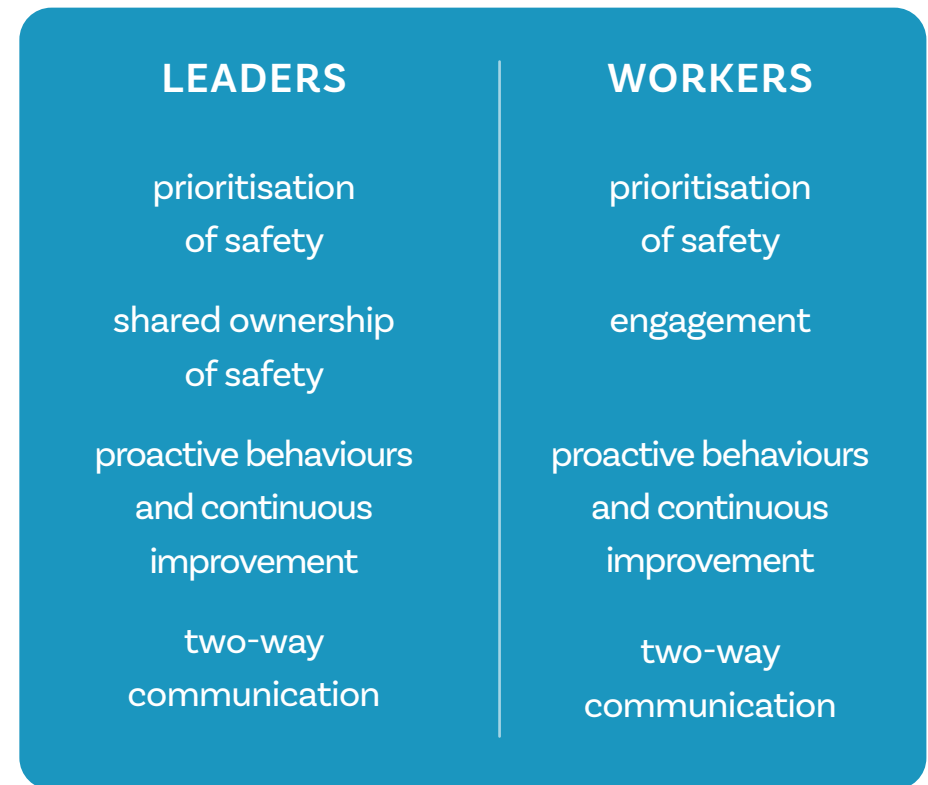 LEADERS
prioritisation
of safety
shared ownership
of safety
proactive behaviours
and continuous
improvement
two-way
communication
WORKERS
prioritisation
of safety
engagement
proactive behaviours
and continuous
improvement
two-way
communication